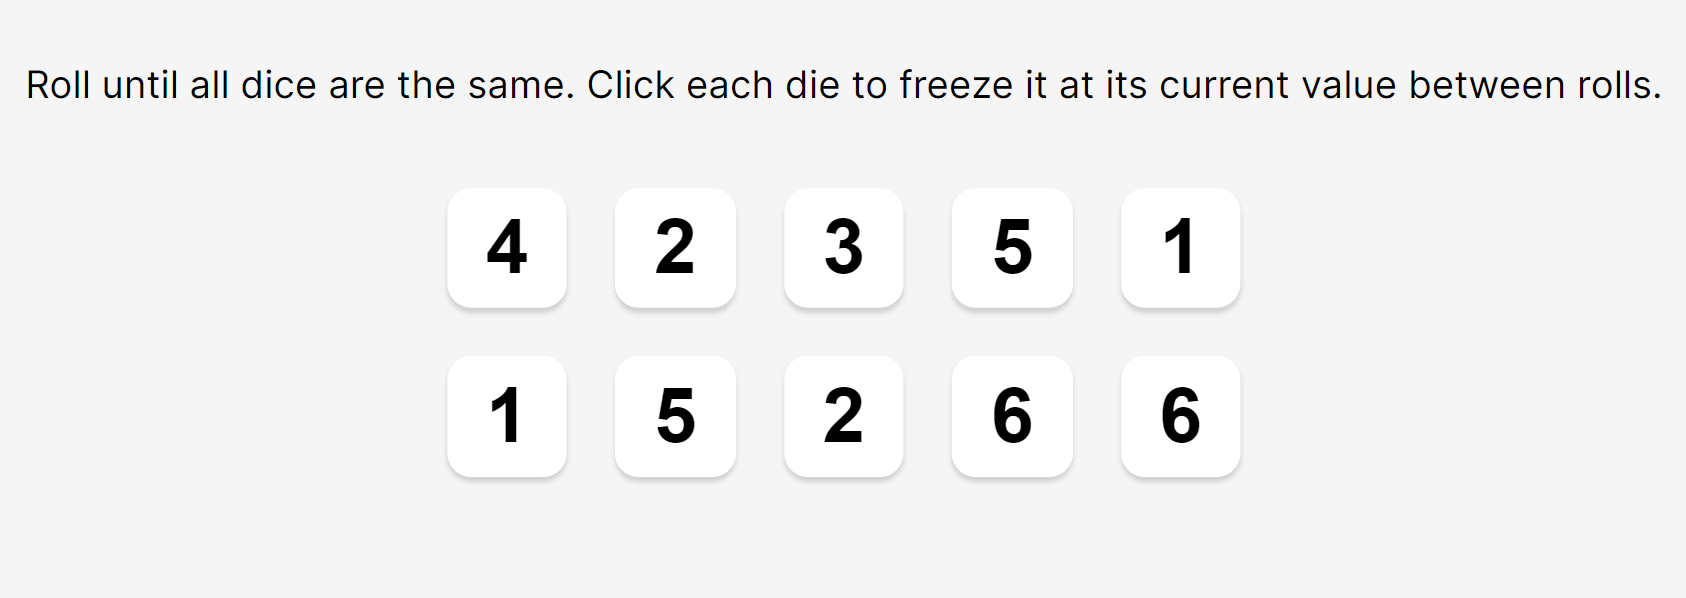 Roll until all dice are the same. Click each die to freeze it at its current value between rolls.
4 2 3 5 1
1 5 2 6 6